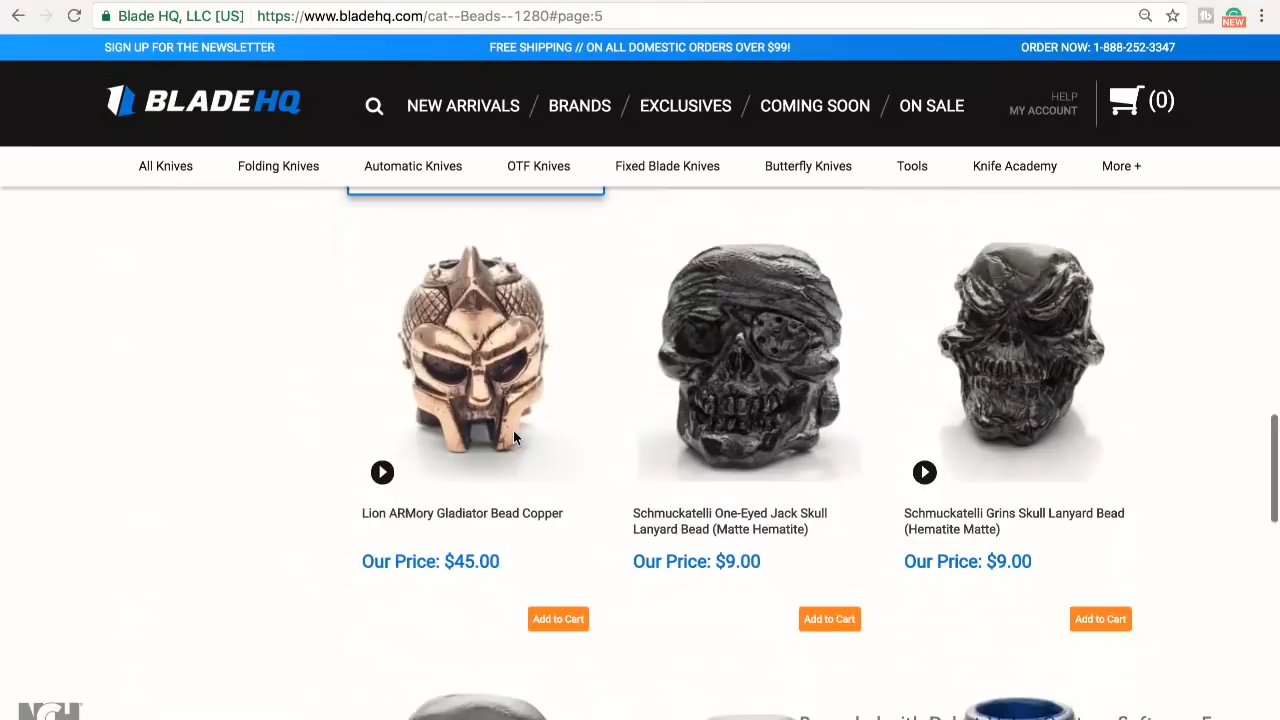 Blade HQ, LLC [US]
https://www.bladehq.com/cat--Beads--1280#page:5
NEW
SIGN UP FOR THE NEWSLETTER
FREE SHIPPING // ON ALL DOMESTIC ORDERS OVER $99!
ORDER NOW: 1-888-252-3347
BLADEHQ
NEW ARRIVALS / BRANDS / EXCLUSIVES / COMING SOON / ON SALE
HELP
MY ACCOUNT
(0)
All Knives Folding Knives Automatic Knives OTF Knives Fixed Blade Knives Butterfly Knives Tools Knife Academy More +
Lion ARMory Gladiator Bead Copper
Our Price: $45.00
Add to Cart
Schmuckatelli One-Eyed Jack Skull
Lanyard Bead (Matte Hematite)
Our Price: $9.00
Add to Cart
Schmuckatelli Grins Skull Lanyard Bead
(Hematite Matte)
Our Price: $9.00
Add to Cart
NCH